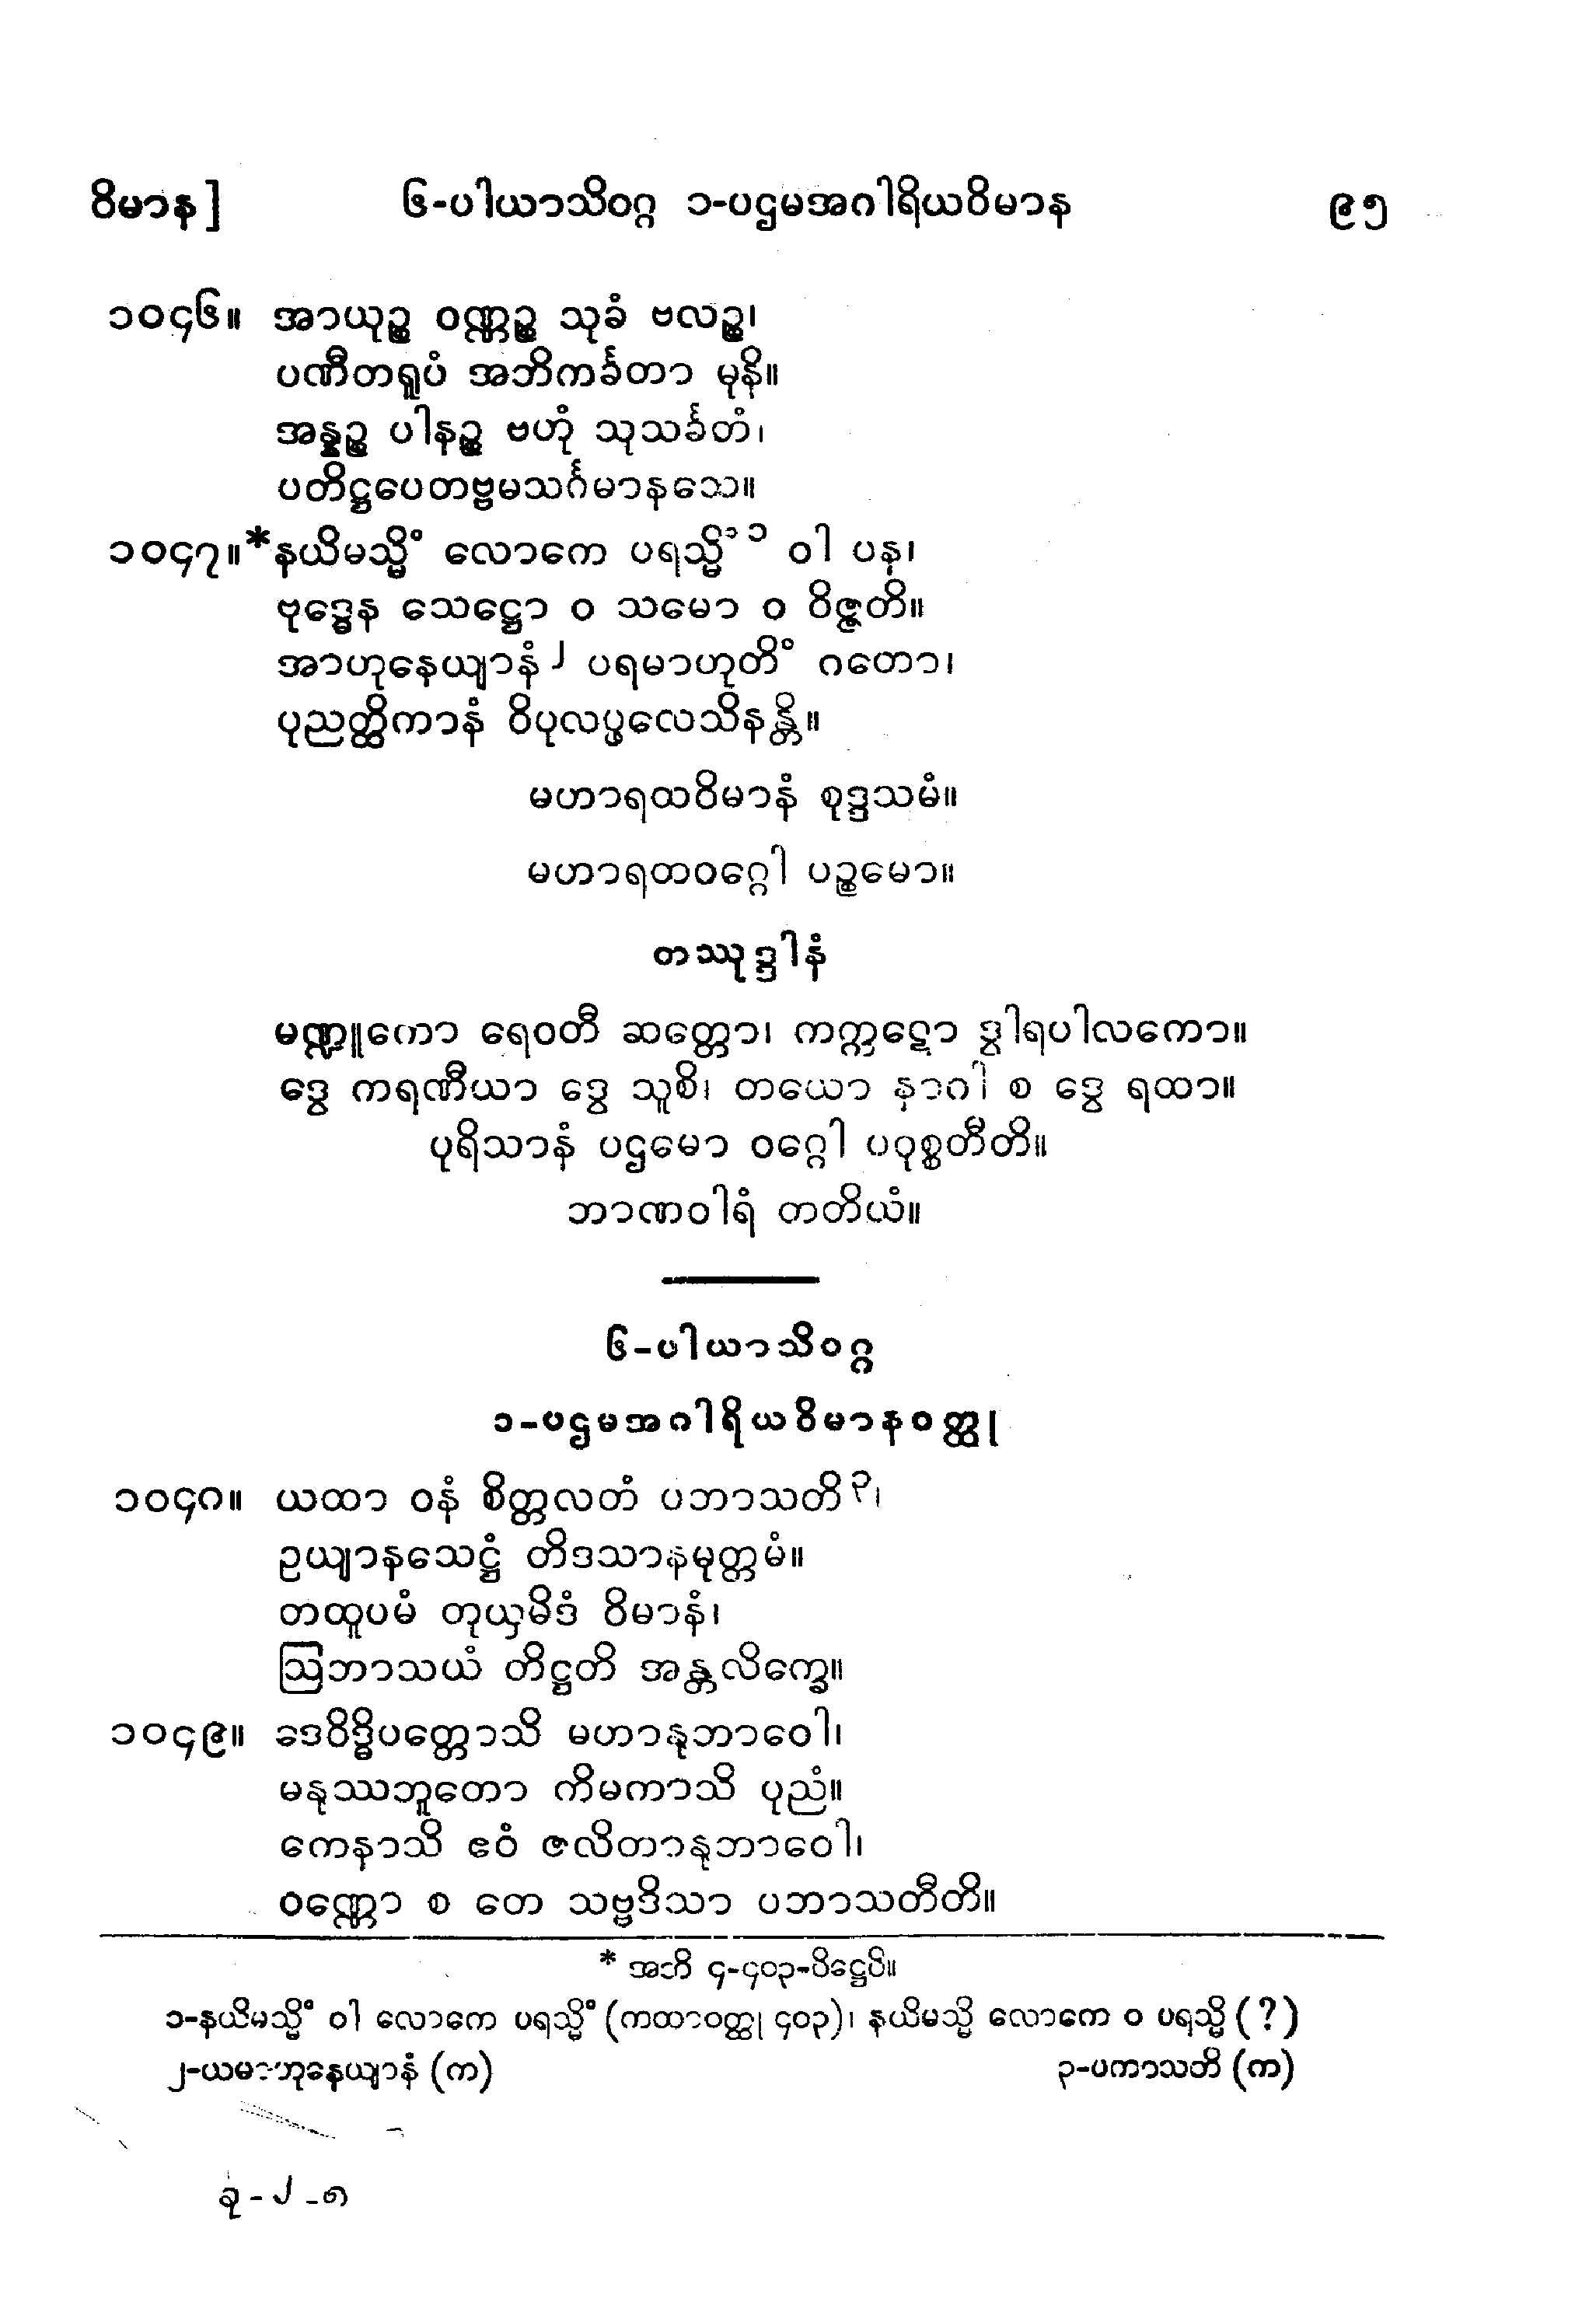 ဝိမာန]    ၆-ပါယာသိဝဂ္ဂ ၁-ပဌမအဂါရိယဝိမာန    ၉၅
၁၀၄၆။ အာယုဉ္စ ဝဏ္ဏဉ္စ သုခံ ဗလဉ္စ၊
ပဏီတရူပံ အဘိကင်္ခတာ မုနိ။
အန္နဉ္စ ပါနဉ္စ ဗဟုံ သုသင်္ခတံ၊
ပတိဋ္ဌပေတဗ္ဗမသင်္ဂမာနသေ။
၁၀၄၇။*နယိမသ္မိံ လောကေ ပရသ္မိံ ၁ ဝါ ပန၊
ဗုဒ္ဓေန သေဋ္ဌော ဝ သမော ဝ ဝိဇ္ဇတိ။
အာဟုနေယျာနံ ၂ ပရမာဟုတိံ ဂတော၊
ပုညတ္ထိကာနံ ဝိပုလပ္ဖလေသိနန္တိ။
မဟာရထဝိမာနံ စုဒ္ဒသမံ။
မဟာရထဝဂ္ဂေါ ပဉ္စမော။
တဿုဒ္ဒါနံ
မဏ္ဍူကော ရေဝတီ ဆတ္တော၊ ကက္ကဋော ဒွါရပါလကော။
ဒွေ ကရဏီယာ ဒွေ သူစိ၊ တယော နာဂါ စ ဒွေ ရထာ။
ပုရိသာနံ ပဌမော ဝဂ္ဂေါ ပဝုစ္စတီတိ။
ဘာဏဝါရံ တတိယံ။
၆-ပါယာသိဝဂ္ဂ
၁-ပဌမအဂါရိယဝိမာနဝတ္ထု
၁၀၄၈။ ယထာ ဝနံ စိတ္တလတံ ပဘာသတိ ၃၊
ဥယျာနသေဋ္ဌံ တိဒသာနမုတ္တမံ။
တထူပမံ တုယှမိဒံ ဝိမာနံ၊
ဩဘာသယံ တိဋ္ဌတိ အန္တလိက္ခေ။
၁၀၄၉။ ဒေဝိဒ္ဓိပတ္တောသိ မဟာနုဘာဝေါ၊
မနုဿဘူတော ကိမကာသိ ပုညံ။
ကေနာသိ ဧဝံ ဇလိတာနုဘာဝေါ၊
ဝဏ္ဏော စ တေ သဗ္ဗဒိသာ ပဘာသတီတိ။
* အဘိ ၄-၄၀၃-ပိဋ္ဌေပိ။
၁-နယိမသ္မိံ ဝါ လောကေ ပရသ္မိံ (ကထာဝတ္ထု ၄၀၃)၊ နယိမသ္မိ လောကေ ဝ ပရသ္မိ (?)
၂-ယမာဟုနေယျာနံ (က)    ၃-ပကာသတိ (က)
ခု-၂-၈